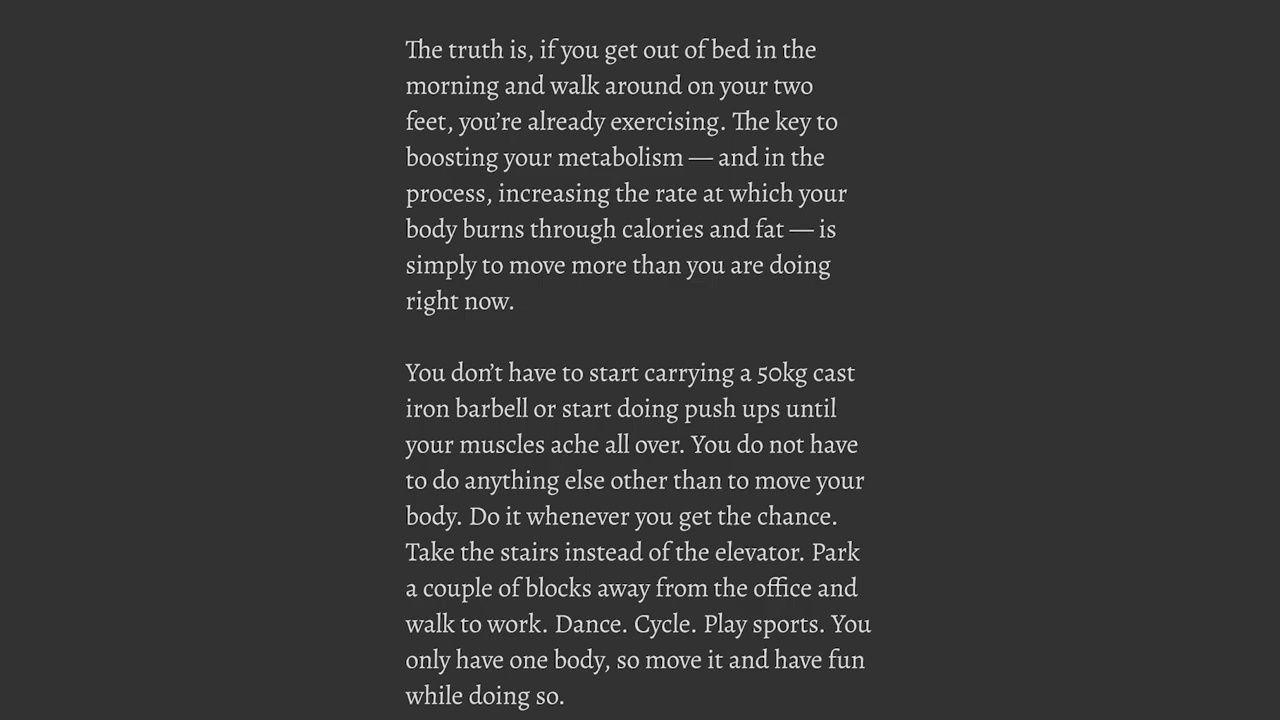 The truth is, if you get out of bed in the
morning and walk around on your two
feet, you’re already exercising. The key to
boosting your metabolism — and in the
process, increasing the rate at which your
body burns through calories and fat — is
simply to move more than you are doing
right now.
You don’t have to start carrying a 50kg cast
iron barbell or start doing push ups until
your muscles ache all over. You do not have
to do anything else other than to move your
body. Do it whenever you get the chance.
Take the stairs instead of the elevator. Park
a couple of blocks away from the office and
walk to work. Dance. Cycle. Play sports. You
only have one body, so move it and have fun
while doing so.